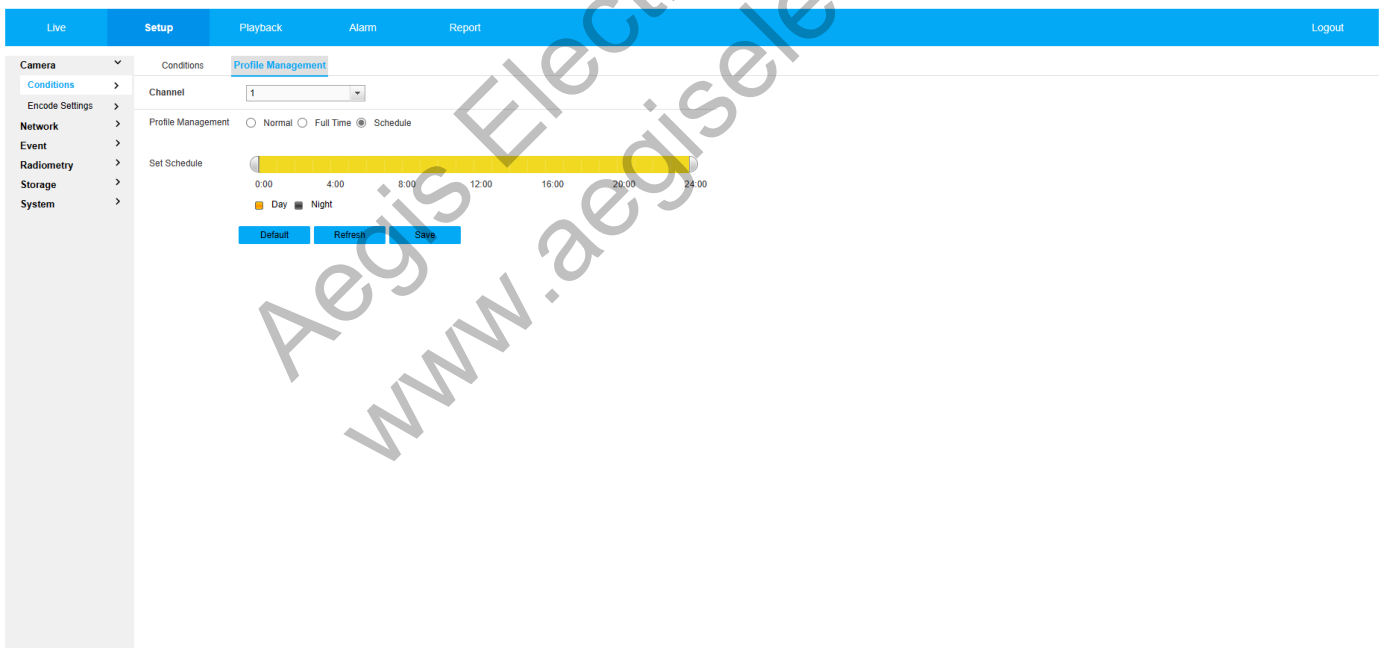 Live Setup Playback Alarm Report Logout
Camera
Conditions
Encode Settings
Network
Event
Radiometry
Storage
System
Conditions Profile Management
Channel 1
Profile Management Normal Full Time Schedule
Set Schedule
0:00 4:00 8:00 12:00 16:00 20:00 24:00
Day Night
Default Refresh Save
Aegis Elect
www.aegisele